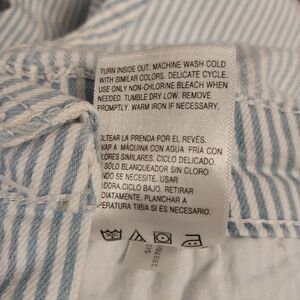 TURN INSIDE OUT. MACHINE WASH COLD
WITH SIMILAR COLORS. DELICATE CYCLE.
USE ONLY NON-CHLORINE BLEACH WHEN
NEEDED. TUMBLE DRY LOW. REMOVE
PROMPTLY. WARM IRON IF NECESSARY.
OLTEAR LA PRENDA POR EL REVÉS.
VAR A MÁQUINA CON AGUA FRÍA CON
LORES SIMILARES. CICLO DELICADO.
SÓLO BLANQUEADOR SIN CLORO
NDO SE NECESITE. USAR
DORA.CICLO BAJO. RETIRAR
DIATAMENTE. PLANCHAR A
PERATURA TIBIA SI ES NECESARIO.